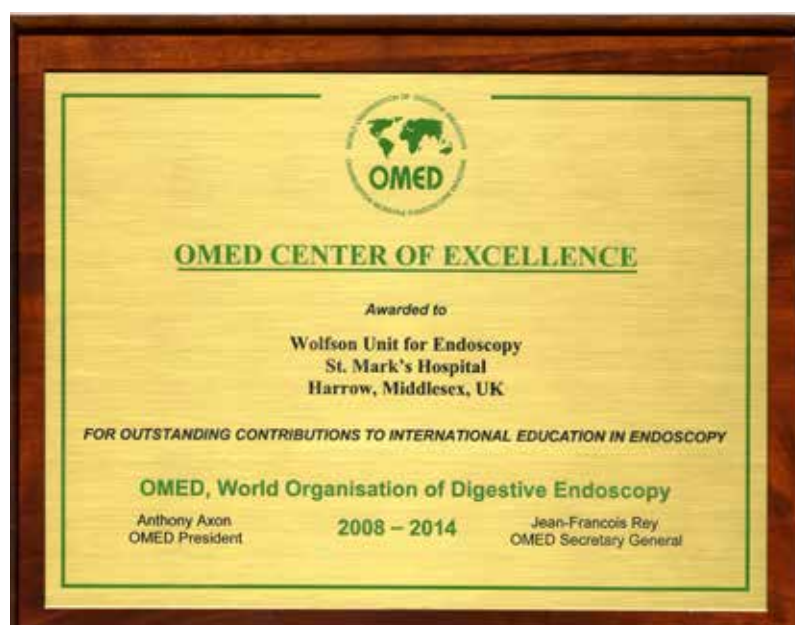 OMED
OMED CENTER OF EXCELLENCE
Awarded to
Wolfson Unit for Endoscopy
St. Mark's Hospital
Harrow, Middlesex, UK
FOR OUTSTANDING CONTRIBUTIONS TO INTERNATIONAL EDUCATION IN ENDOSCOPY
OMED, World Organisation of Digestive Endoscopy
Anthony Axon
OMED President
2008 – 2014
Jean-Francois Rey
OMED Secretary General